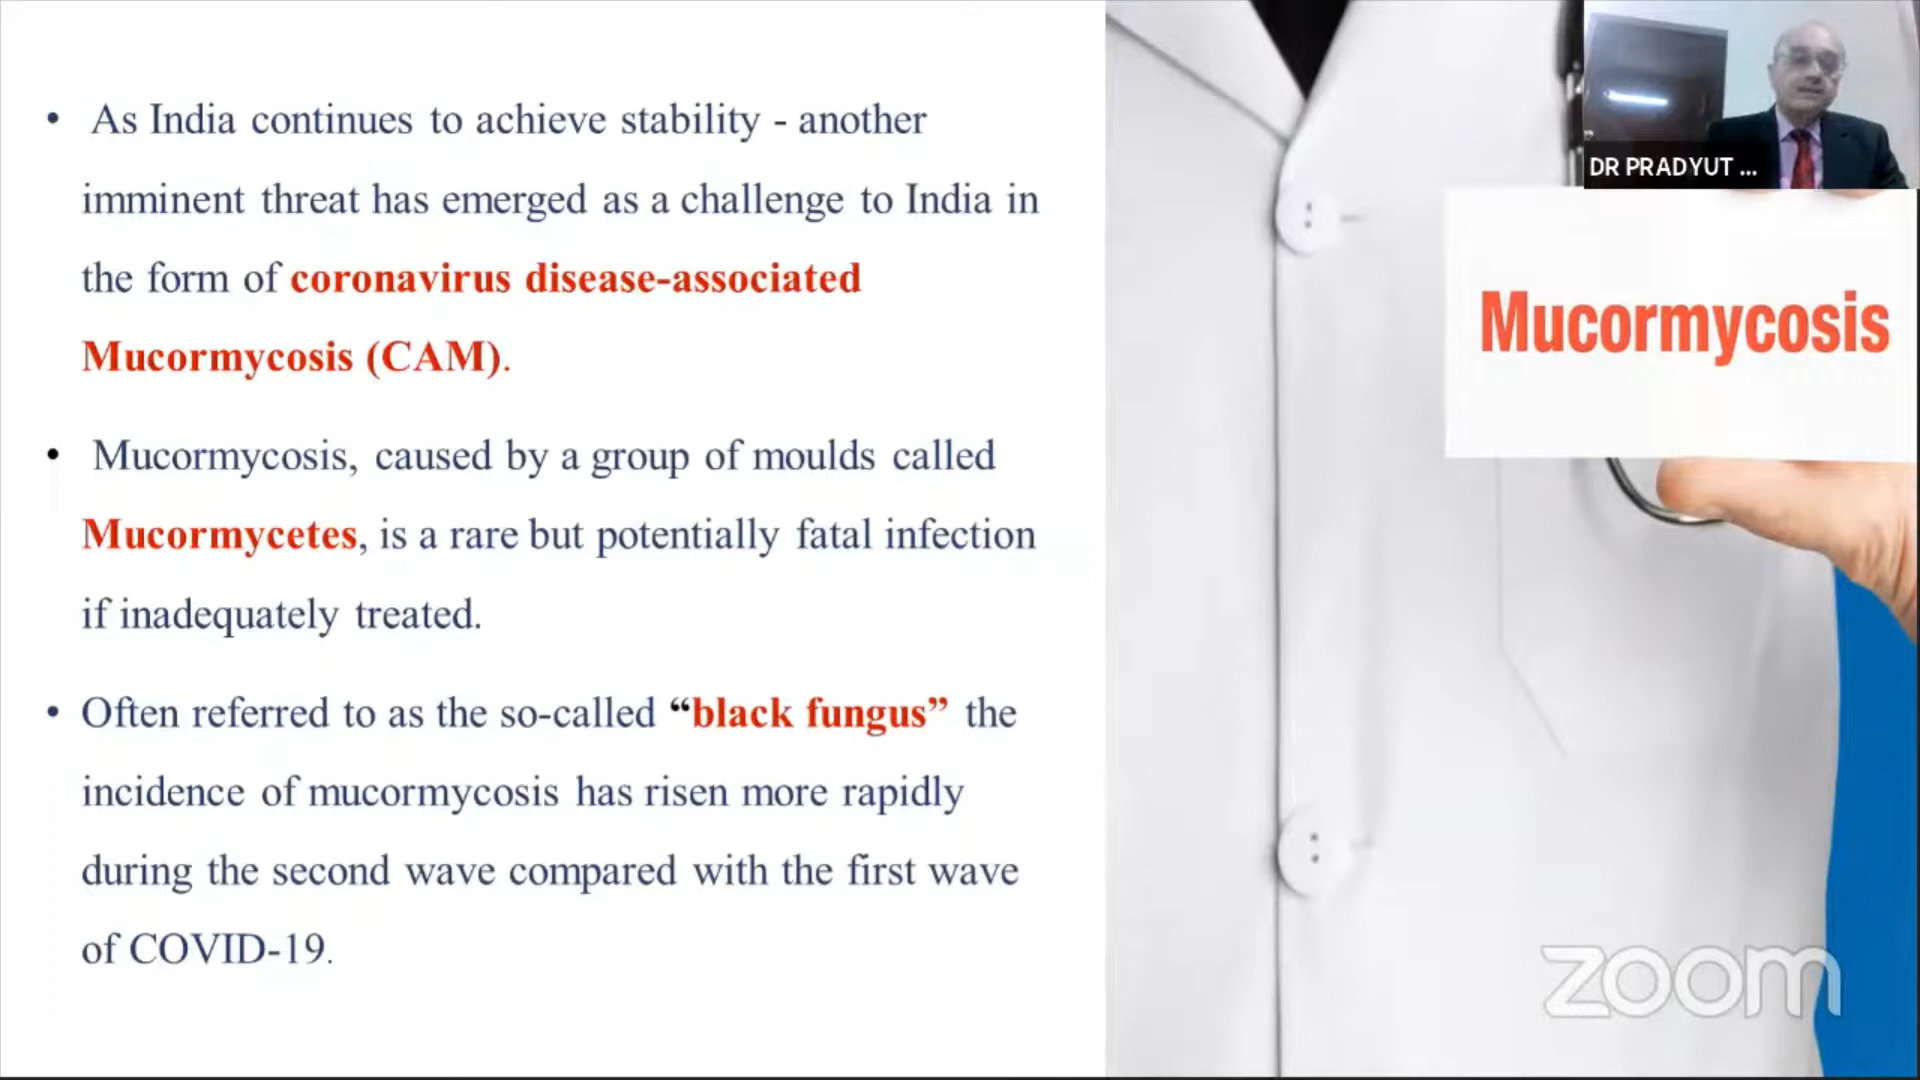 • As India continues to achieve stability - another
imminent threat has emerged as a challenge to India in
the form of coronavirus disease-associated
Mucormycosis (CAM).
• Mucormycosis, caused by a group of moulds called
Mucormycetes, is a rare but potentially fatal infection
if inadequately treated.
• Often referred to as the so-called “black fungus” the
incidence of mucormycosis has risen more rapidly
during the second wave compared with the first wave
of COVID-19.
DR PRADYUT ...
Mucormycosis
zoom